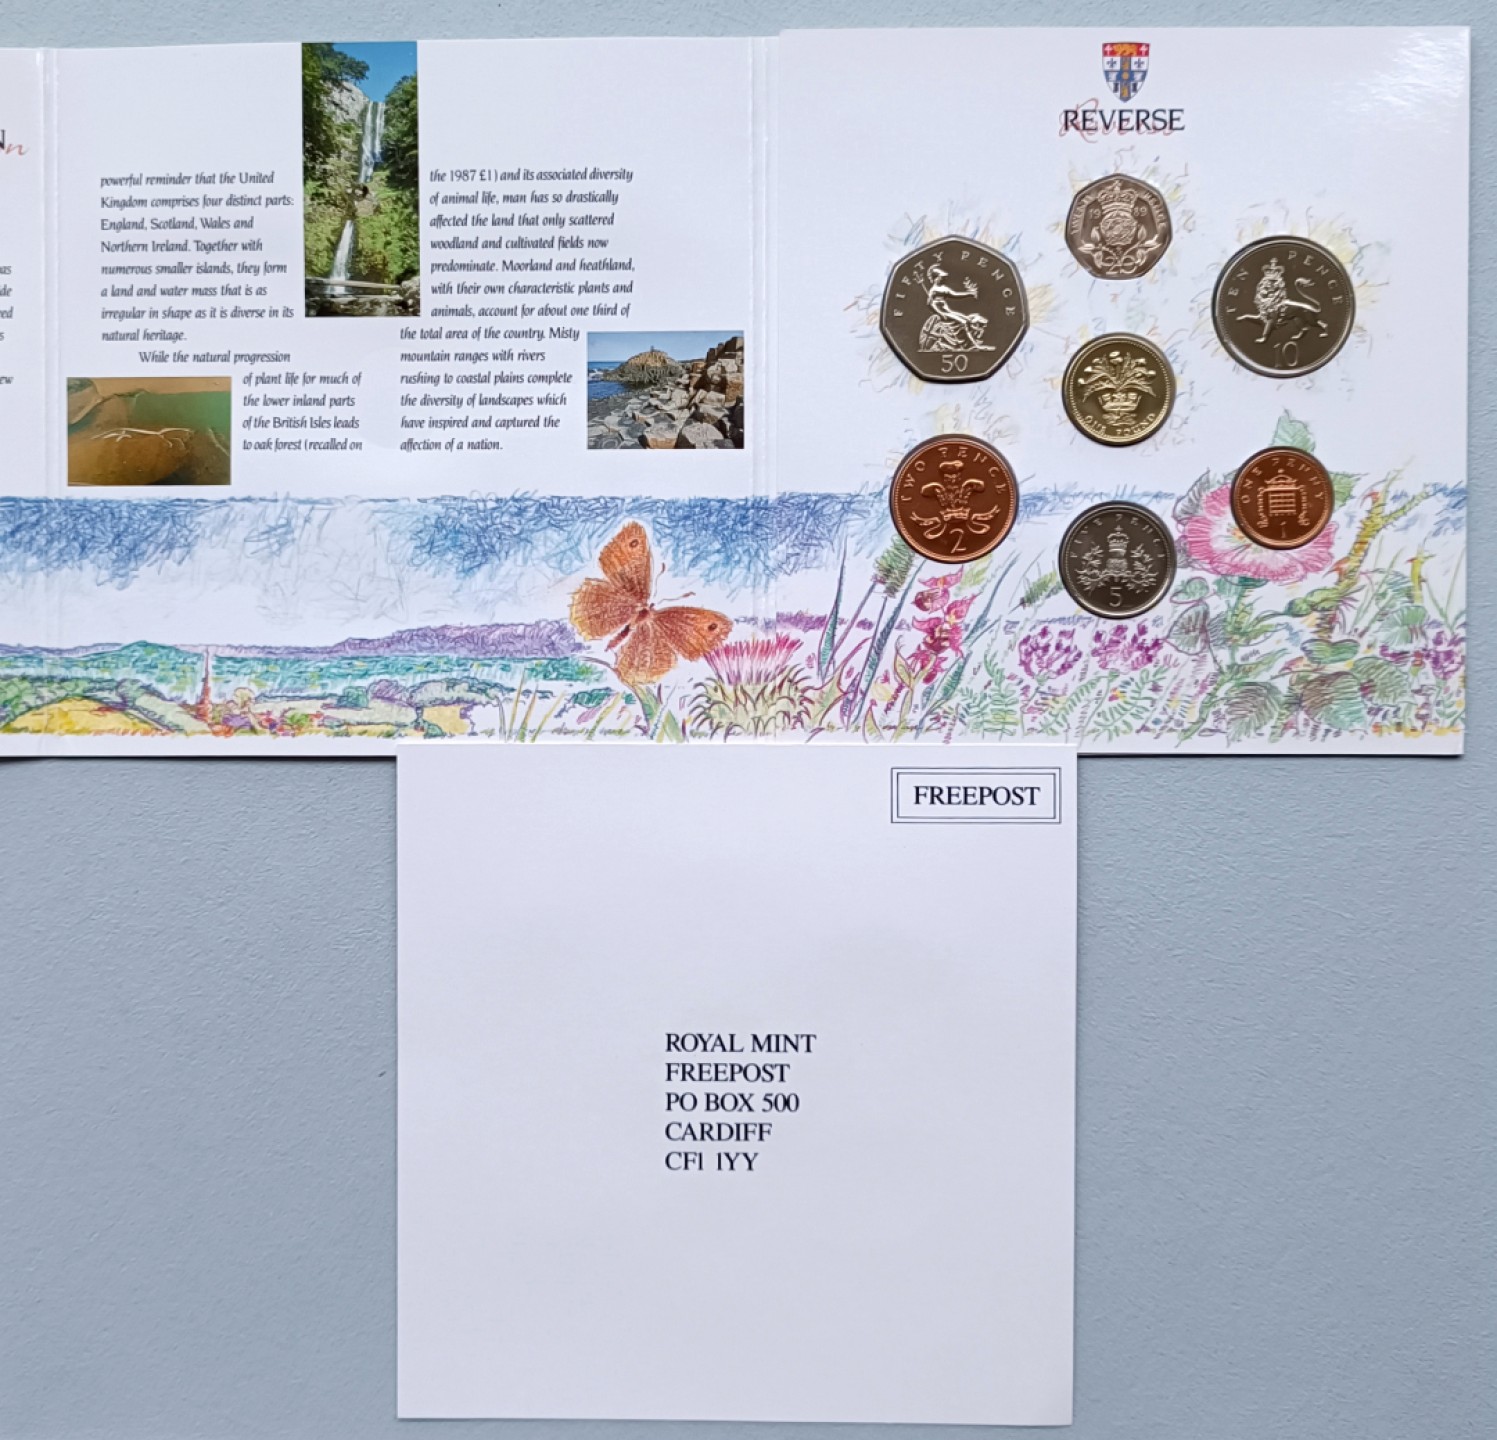 powerful reminder that the United
Kingdom comprises four distinct parts:
England, Scotland, Wales and
Northern Ireland. Together with
numerous smaller islands, they form
a land and water mass that is as
irregular in shape as it is diverse in its
natural heritage.
While the natural progression
of plant life for much of
the lower inland parts
of the British Isles leads
to oak forest (recalled on
the 1987 £1) and its associated diversity
of animal life, man has so drastically
affected the land that only scattered
woodland and cultivated fields now
predominate. Moorland and heathland,
with their own characteristic plants and
animals, account for about one third of
the total area of the country. Misty
mountain ranges with rivers
rushing to coastal plains complete
the diversity of landscapes which
have inspired and captured the
affection of a nation.
REVERSE
Reverse
19 89
20
FIFTY PENCE
50
TEN PENCE
10
ONE POUND
TWO PENCE
2
FIVE PENCE
5
ONE PENNY
1
FREEPOST
ROYAL MINT
FREEPOST
PO BOX 500
CARDIFF
CF1 1YY